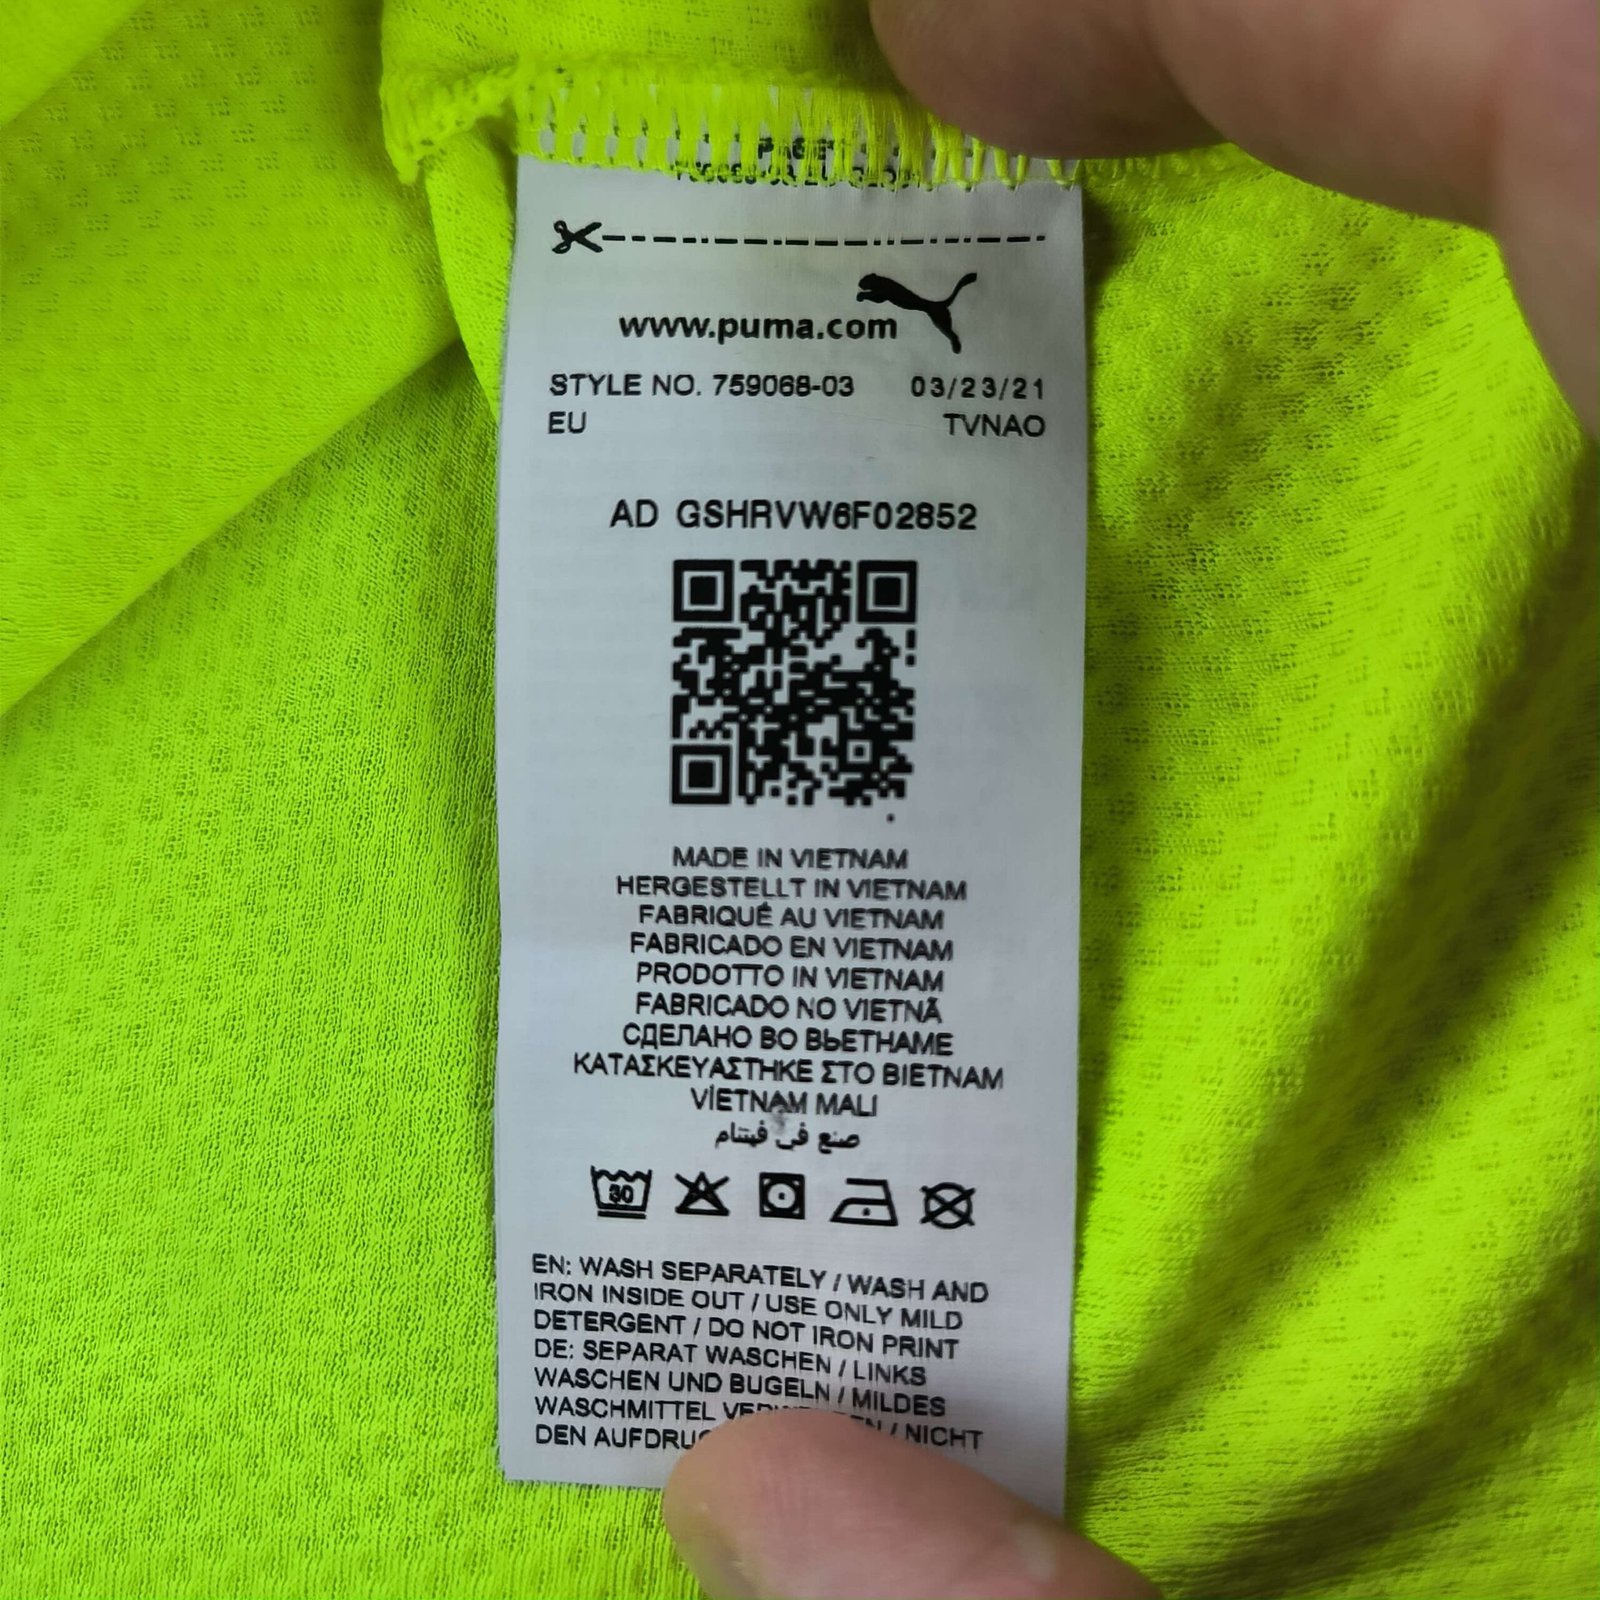 www.puma.com
STYLE NO. 759068-03 03/23/21
EU TVNAO
AD GSHRVW6F02852
MADE IN VIETNAM
HERGESTELLT IN VIETNAM
FABRIQUÉ AU VIETNAM
FABRICADO EN VIETNAM
PRODOTTO IN VIETNAM
FABRICADO NO VIETNÃ
СДЕЛАНО ВО ВЬЕТНАМЕ
ΚΑΤΑΣΚΕΥΑΣΤΗΚΕ ΣΤΟ ΒΙΕΤΝΑΜ
VİETNAM MALI
صنع في فيتنام
30
EN: WASH SEPARATELY / WASH AND
IRON INSIDE OUT / USE ONLY MILD
DETERGENT / DO NOT IRON PRINT
DE: SEPARAT WASCHEN / LINKS
WASCHEN UND BUGELN / MILDES
WASCHMITTEL / NICHT
DEN